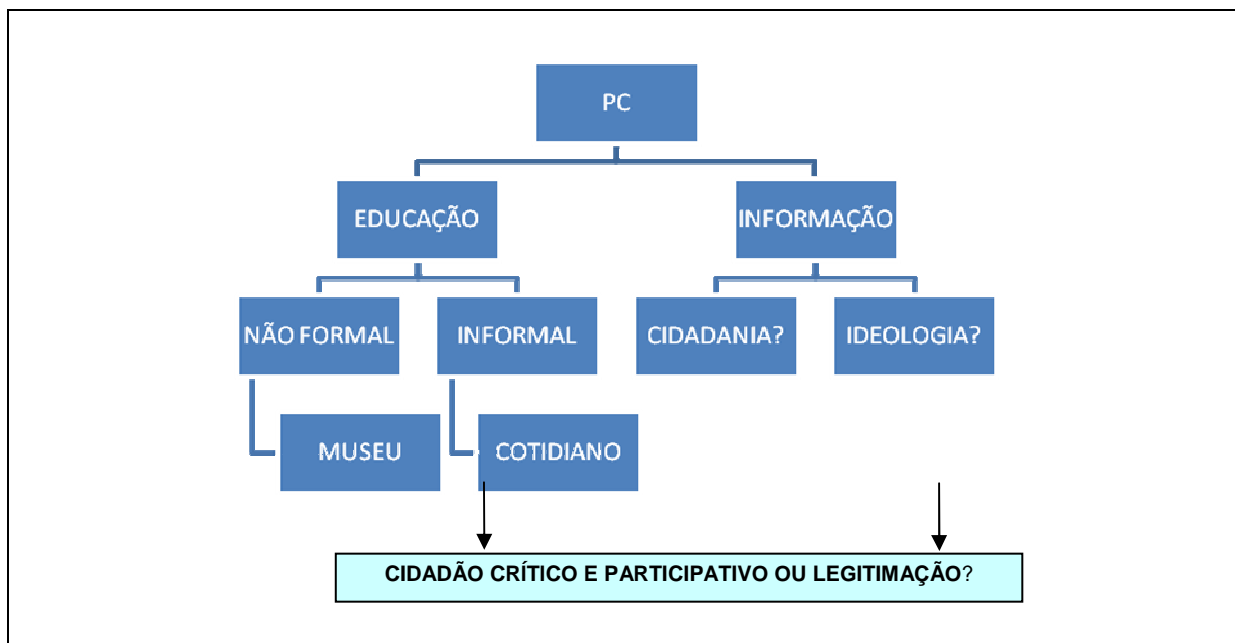 PC
EDUCAÇÃO
INFORMAÇÃO
NÃO FORMAL
INFORMAL
CIDADANIA?
IDEOLOGIA?
MUSEU
COTIDIANO
CIDADÃO CRÍTICO E PARTICIPATIVO OU LEGITIMAÇÃO?